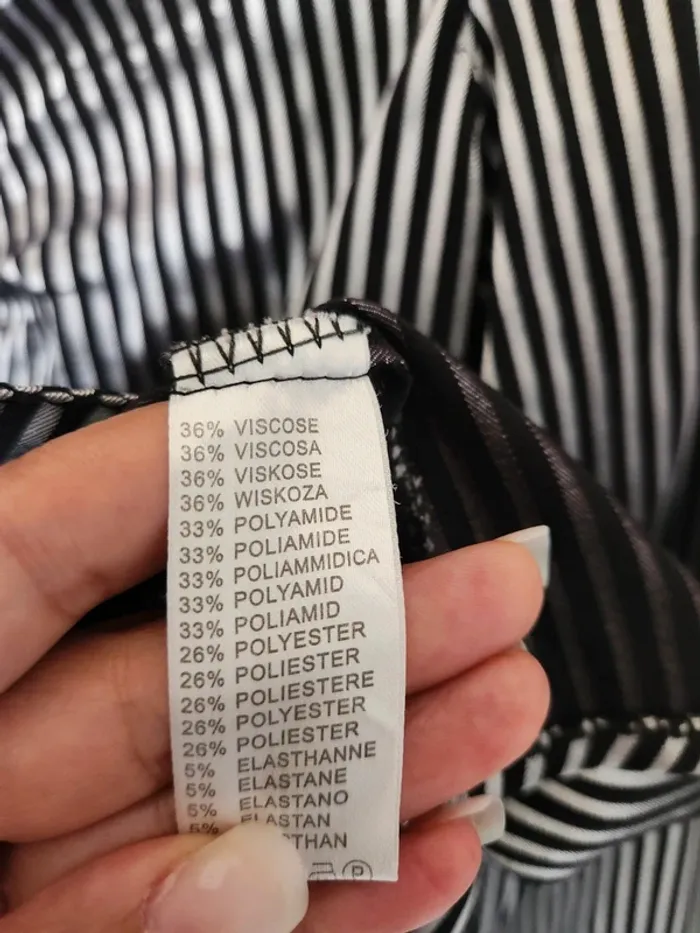 36% VISCOSE
36% VISCOSA
36% VISKOSE
36% WISKOZA
33% POLYAMIDE
33% POLIAMIDE
33% POLIAMMIDICA
33% POLYAMID
33% POLIAMID
26% POLYESTER
26% POLIESTER
26% POLIESTERE
26% POLYESTER
26% POLIESTER
5% ELASTHANNE
5% ELASTANE
5% ELASTANO
5% ELASTAN
P